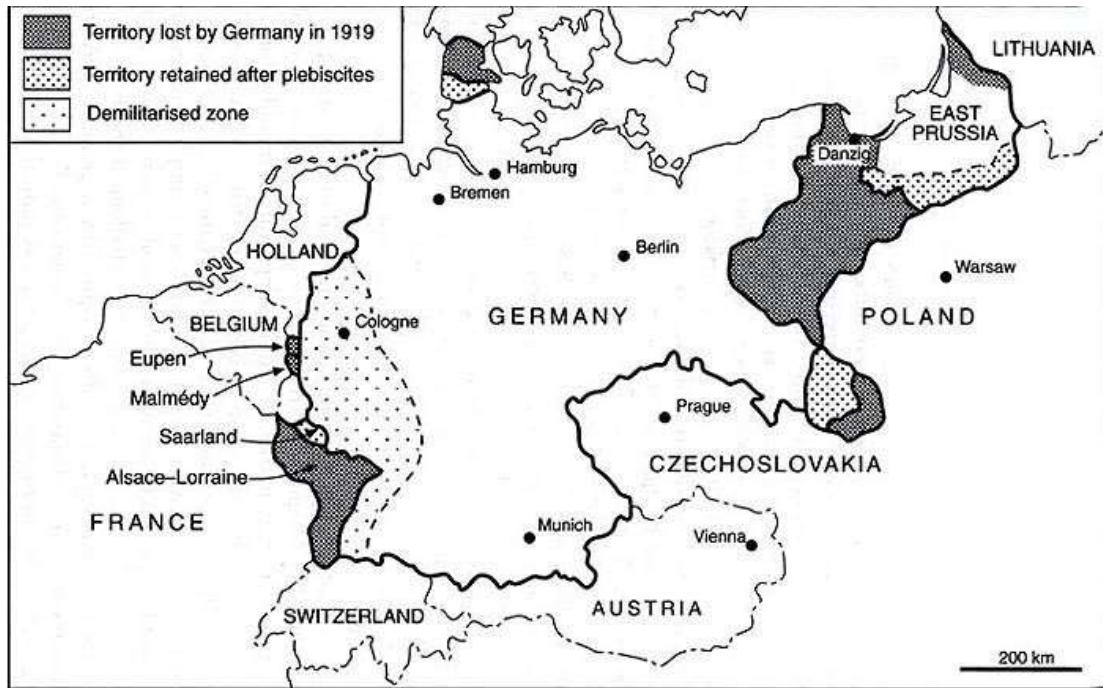 Territory lost by Germany in 1919
Territory retained after plebiscites
Demilitarised zone
LITHUANIA
EAST
PRUSSIA
Danzig
Hamburg
Bremen
HOLLAND
Berlin
Warsaw
GERMANY
POLAND
BELGIUM
Cologne
Eupen
Malmédy
Prague
Saarland
CZECHOSLOVAKIA
Alsace–Lorraine
FRANCE
Munich
Vienna
SWITZERLAND
AUSTRIA
200 km